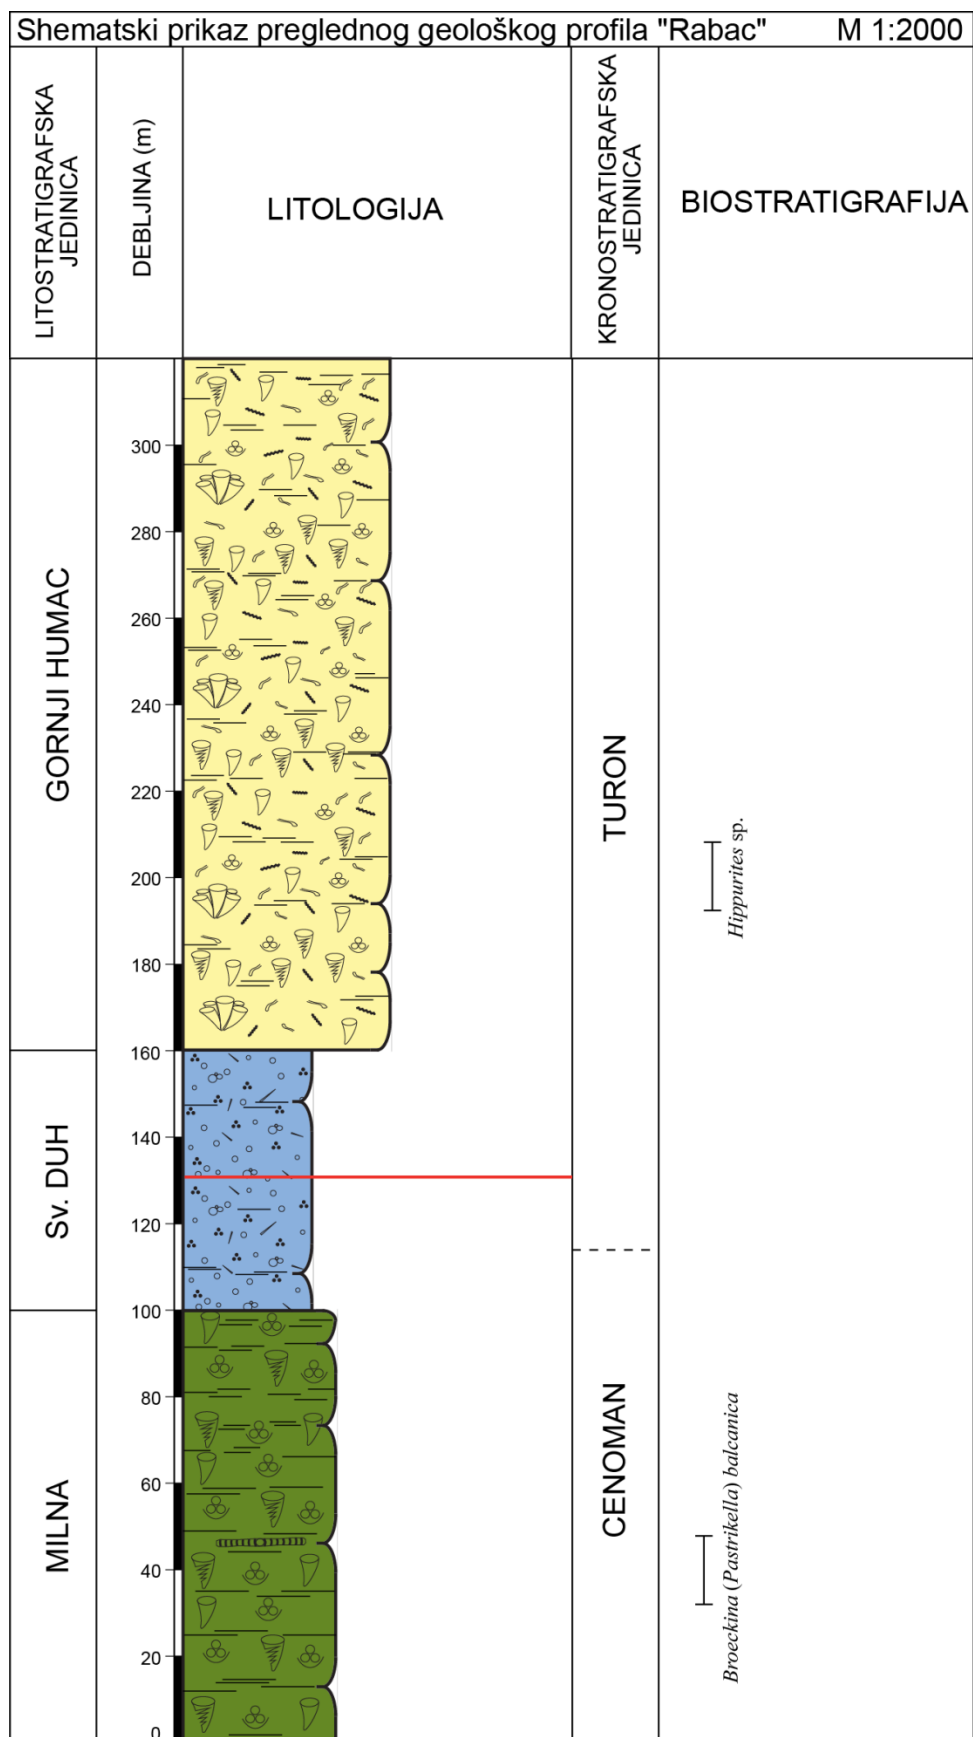 Shematski prikaz preglednog geološkog profila "Rabac" M 1:2000
LITOSTRATIGRAFSKA
JEDINICA
DEBLJINA (m)
LITOLOGIJA
KRONOSTRATIGRAFSKA
JEDINICA
BIOSTRATIGRAFIJA
GORNJI HUMAC
Sv. DUH
MILNA
300
280
260
240
220
200
180
160
140
120
100
80
60
40
20
0
TURON
CENOMAN
Hippurites sp.
Broeckina (Pastrikella) balcanica